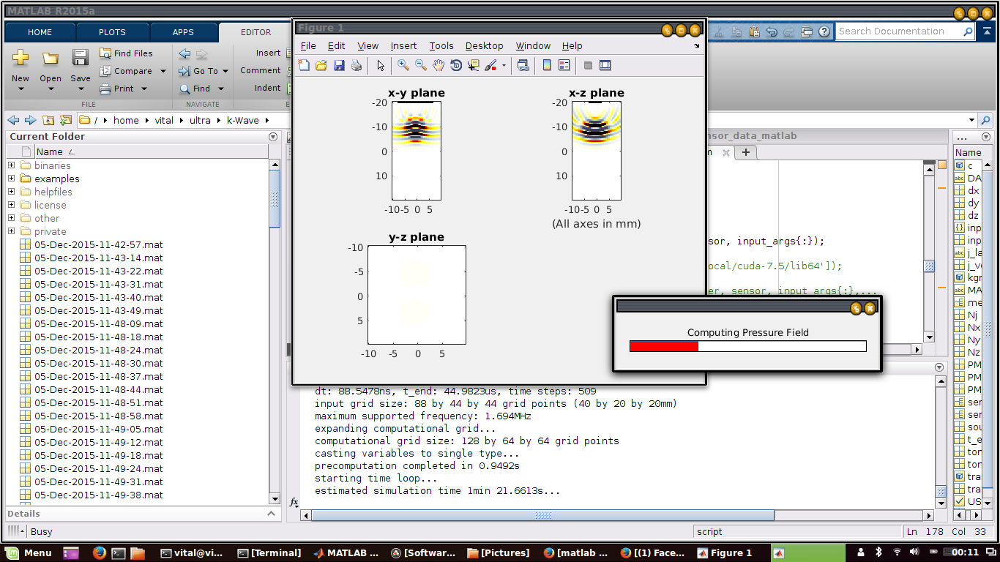 MATLAB R2015a
HOME
PLOTS
APPS
EDITOR
Search Documentation
New
Open
Save
Find Files
Compare
Print
FILE
Insert
Comment
Indent
Go To
Find
NAVIGATE
/ home vital ultra k-Wave
Current Folder
Name
binaries
examples
helpfiles
license
other
private
05-Dec-2015-11-42-57.mat
05-Dec-2015-11-43-14.mat
05-Dec-2015-11-43-22.mat
05-Dec-2015-11-43-31.mat
05-Dec-2015-11-43-40.mat
05-Dec-2015-11-43-49.mat
05-Dec-2015-11-48-09.mat
05-Dec-2015-11-48-18.mat
05-Dec-2015-11-48-24.mat
05-Dec-2015-11-48-30.mat
05-Dec-2015-11-48-37.mat
05-Dec-2015-11-48-44.mat
05-Dec-2015-11-48-51.mat
05-Dec-2015-11-48-58.mat
05-Dec-2015-11-49-05.mat
05-Dec-2015-11-49-12.mat
05-Dec-2015-11-49-18.mat
05-Dec-2015-11-49-24.mat
05-Dec-2015-11-49-31.mat
05-Dec-2015-11-49-38.mat
Details
Busy
Figure 1
File Edit View Insert Tools Desktop Window Help
x-y plane
-20
-10
0
10
-10 -5 0 5
x-z plane
-20
-10
0
10
-10 -5 0 5
(All axes in mm)
y-z plane
-10
-5
0
5
-10 -5 0 5
nsor_data_matlab
m
sor, input_args{:});
ocal/cuda-7.5/lib64']);
er, sensor, input_args{:},...
Computing Pressure Field
dt: 88.5478ns, t_end: 44.9823us, time steps: 509
input grid size: 88 by 44 by 44 grid points (40 by 20 by 20mm)
maximum supported frequency: 1.694MHz
expanding computational grid...
computational grid size: 128 by 64 by 64 grid points
casting variables to single type...
precomputation completed in 0.9492s
starting time loop...
estimated simulation time 1min 21.6613s...
fx
...
Name
c
DA
dx
dy
dz
inp
inp
j_la
j_v
kgr
MA
me
Nj
Nx
Ny
Nz
PM
PM
PM
sen
sen
sou
t_e
ton
ton
tra
tra
US
script
Ln 178 Col 33
Menu
vital@vi...
[Terminal]
MATLAB ...
[Softwar...
[Pictures]
[matlab ...
[(1) Face...
Figure 1
00:11